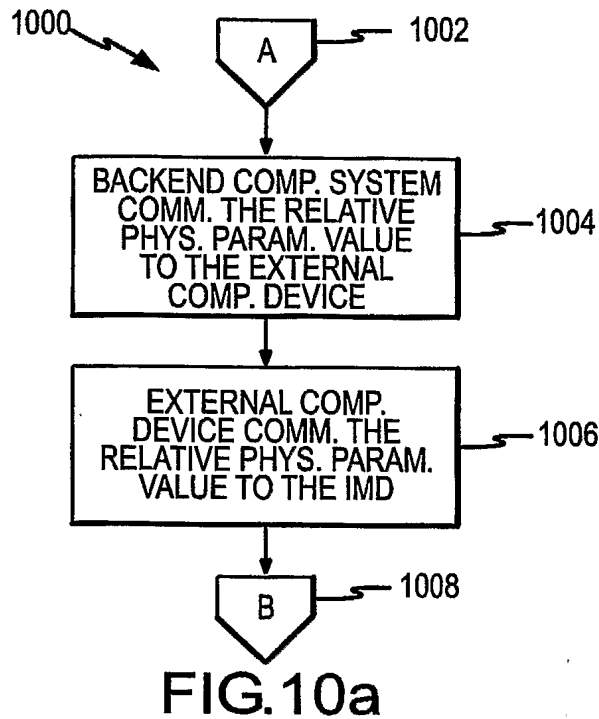 1000
A
1002
BACKEND COMP. SYSTEM
COMM. THE RELATIVE
PHYS. PARAM. VALUE
TO THE EXTERNAL
COMP. DEVICE
1004
EXTERNAL COMP.
DEVICE COMM. THE
RELATIVE PHYS. PARAM.
VALUE TO THE IMD
1006
B
1008
FIG.10a